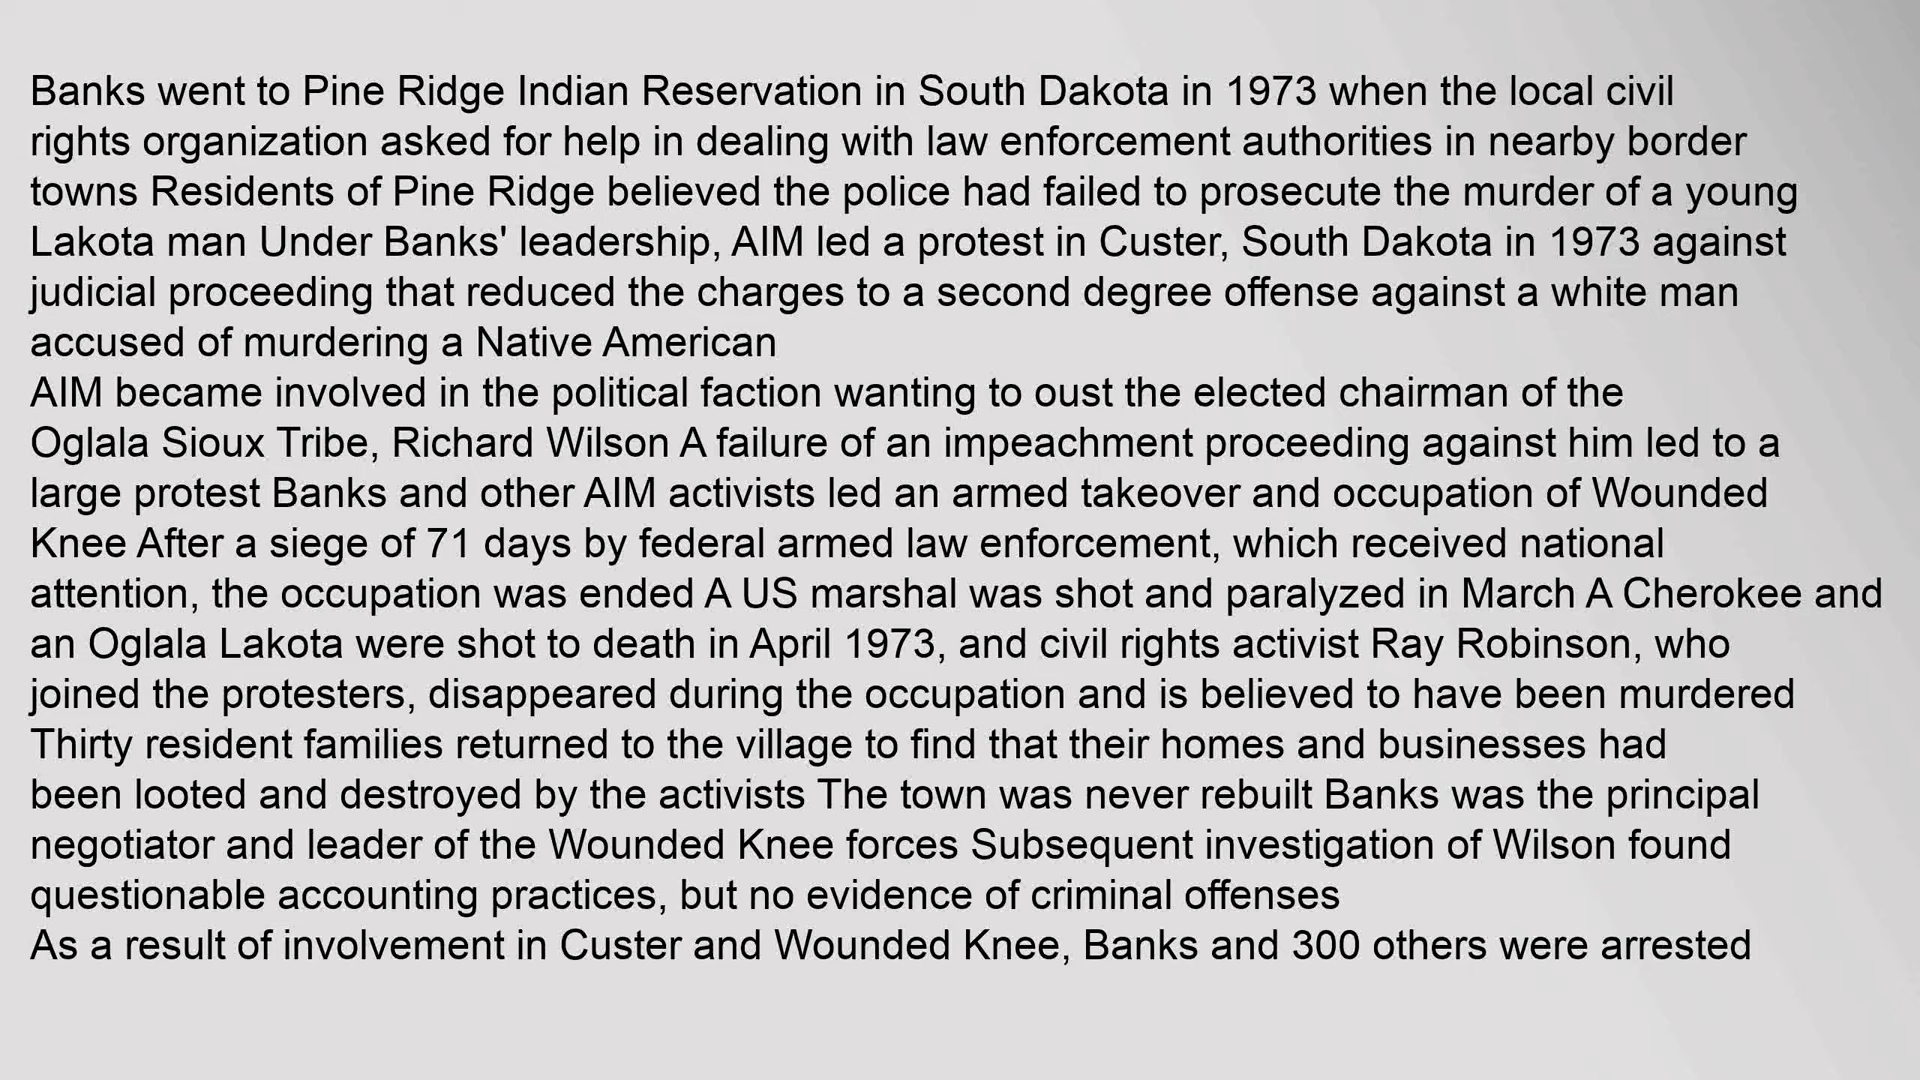 Banks went to Pine Ridge Indian Reservation in South Dakota in 1973 when the local civil
rights organization asked for help in dealing with law enforcement authorities in nearby border
towns Residents of Pine Ridge believed the police had failed to prosecute the murder of a young
Lakota man Under Banks' leadership, AIM led a protest in Custer, South Dakota in 1973 against
judicial proceeding that reduced the charges to a second degree offense against a white man
accused of murdering a Native American
AIM became involved in the political faction wanting to oust the elected chairman of the
Oglala Sioux Tribe, Richard Wilson A failure of an impeachment proceeding against him led to a
large protest Banks and other AIM activists led an armed takeover and occupation of Wounded
Knee After a siege of 71 days by federal armed law enforcement, which received national
attention, the occupation was ended A US marshal was shot and paralyzed in March A Cherokee and
an Oglala Lakota were shot to death in April 1973, and civil rights activist Ray Robinson, who
joined the protesters, disappeared during the occupation and is believed to have been murdered
Thirty resident families returned to the village to find that their homes and businesses had
been looted and destroyed by the activists The town was never rebuilt Banks was the principal
negotiator and leader of the Wounded Knee forces Subsequent investigation of Wilson found
questionable accounting practices, but no evidence of criminal offenses
As a result of involvement in Custer and Wounded Knee, Banks and 300 others were arrested